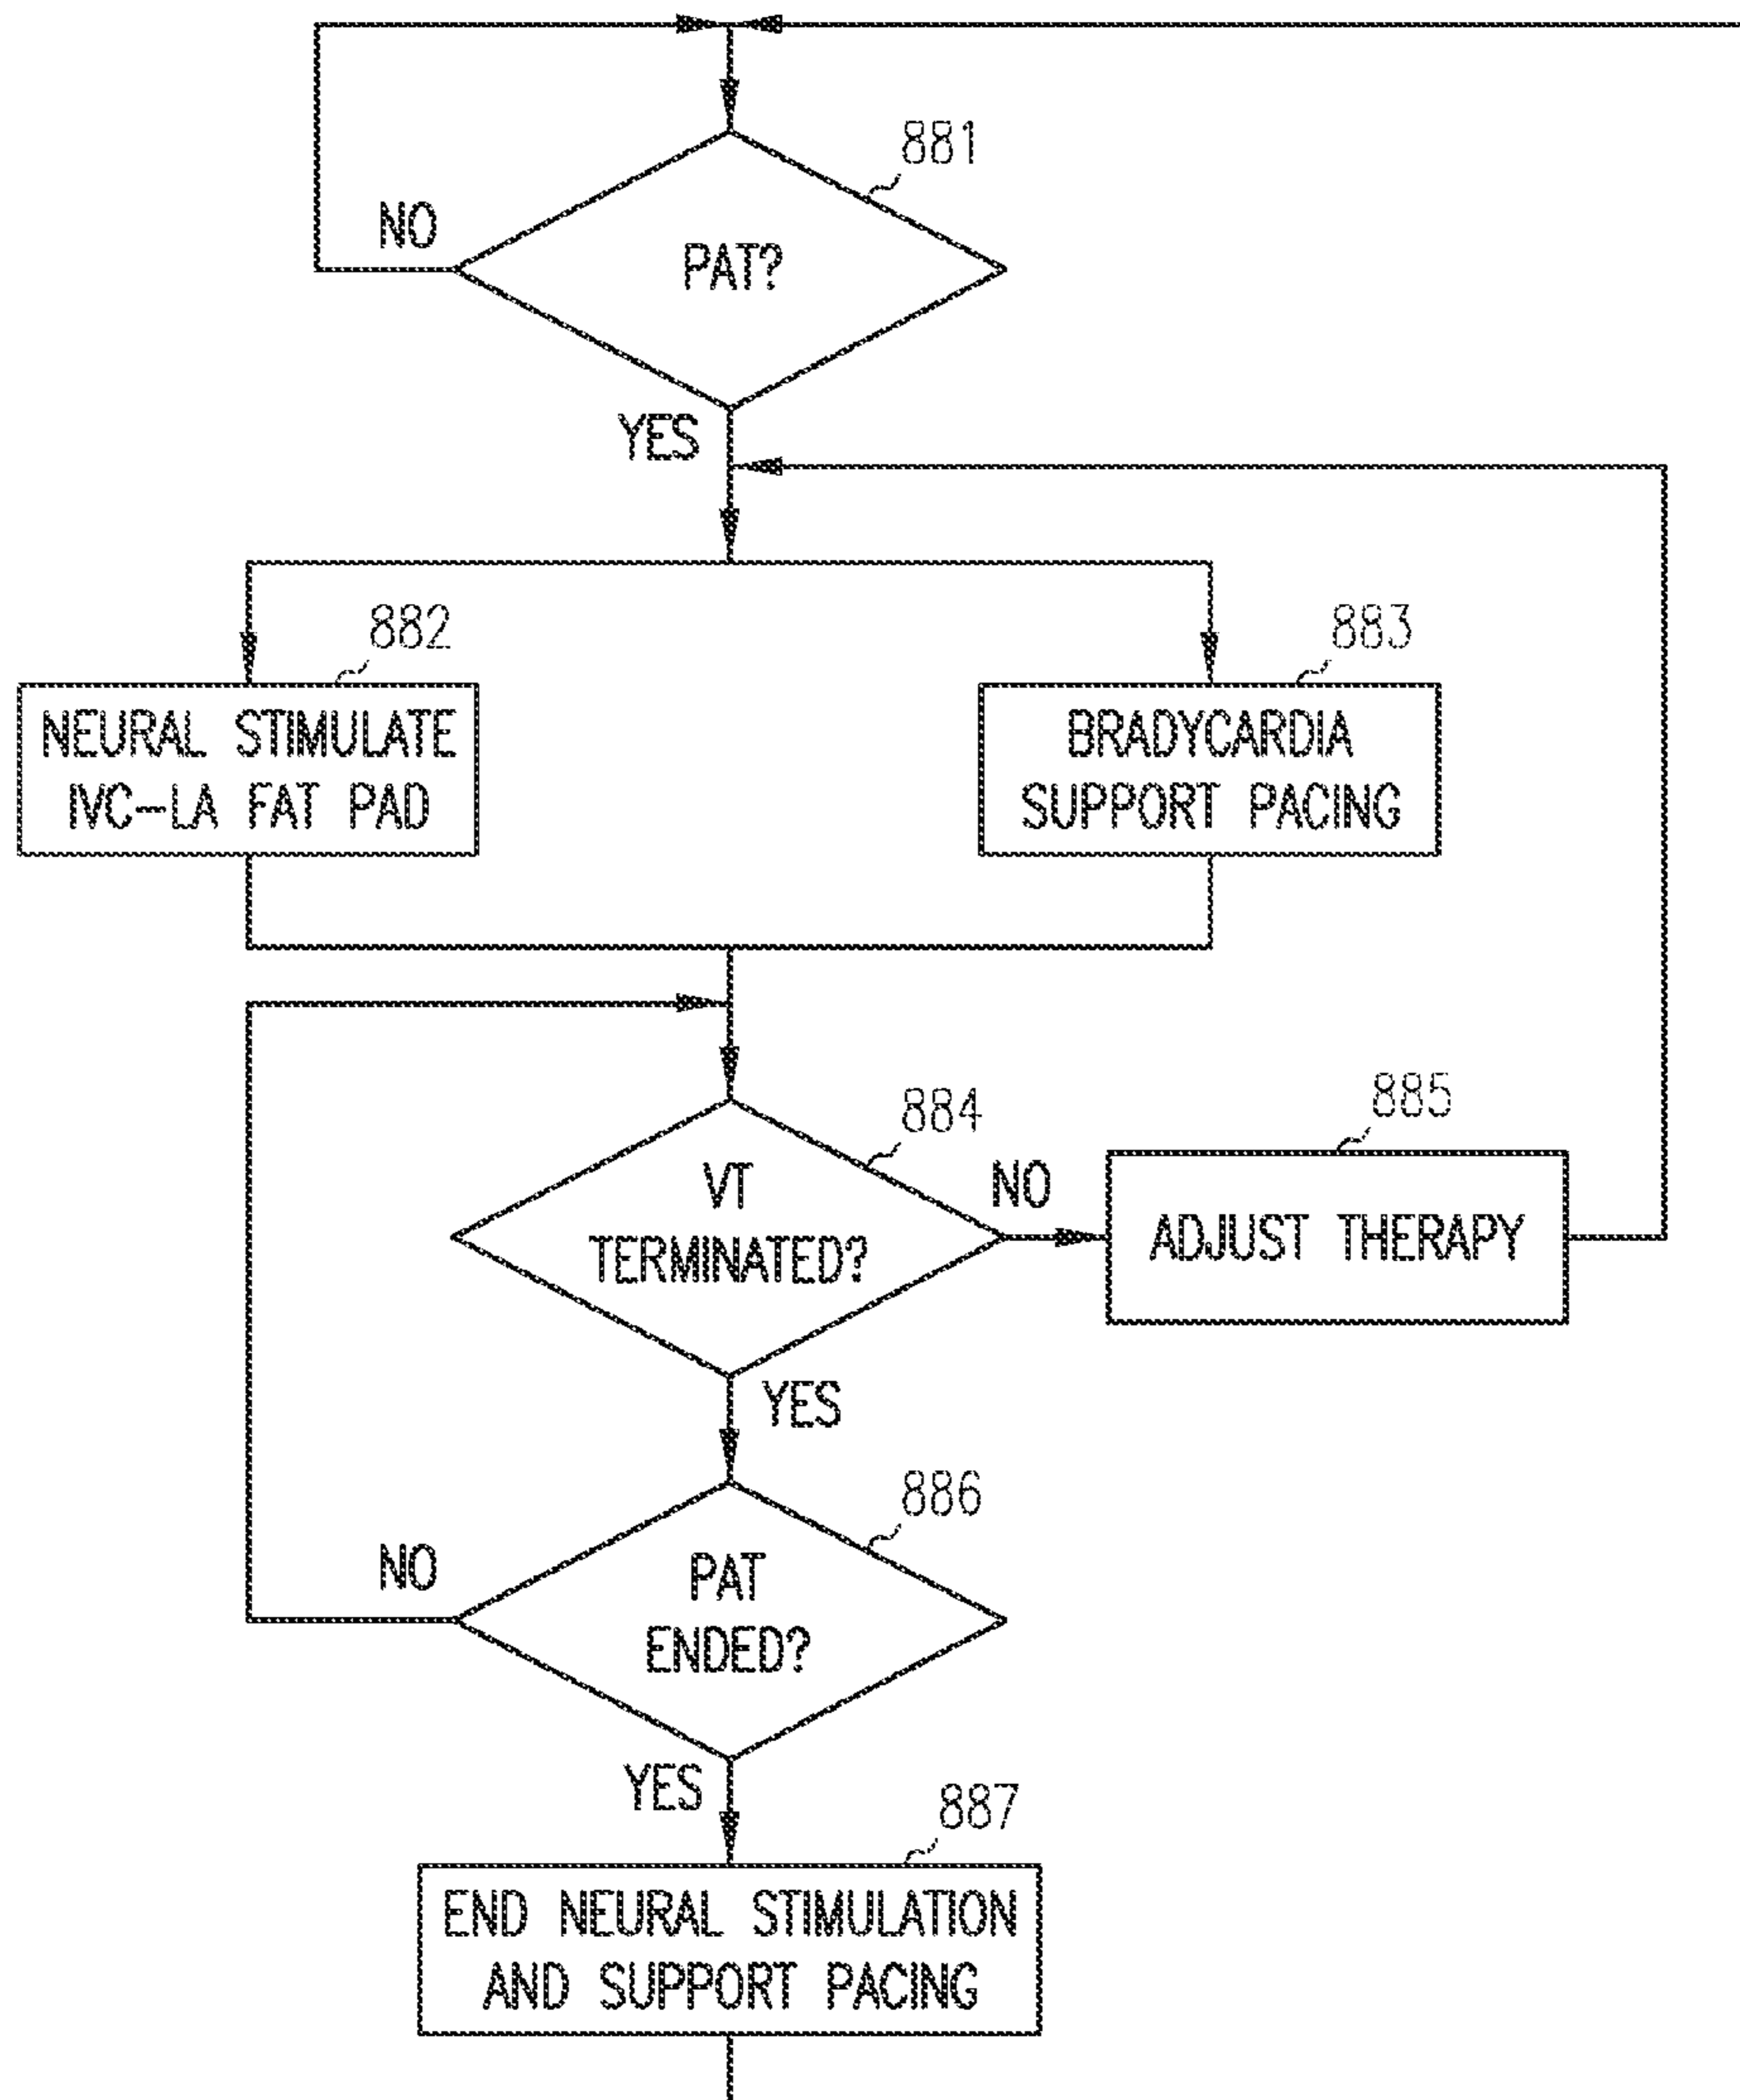 881
NO
PAT?
YES
882
883
NEURAL STIMULATE
IVC-LA FAT PAD
BRADYCARDIA
SUPPORT PACING
884
885
VT
TERMINATED?
NO
ADJUST THERAPY
YES
886
NO
PAT
ENDED?
YES
887
END NEURAL STIMULATION
AND SUPPORT PACING